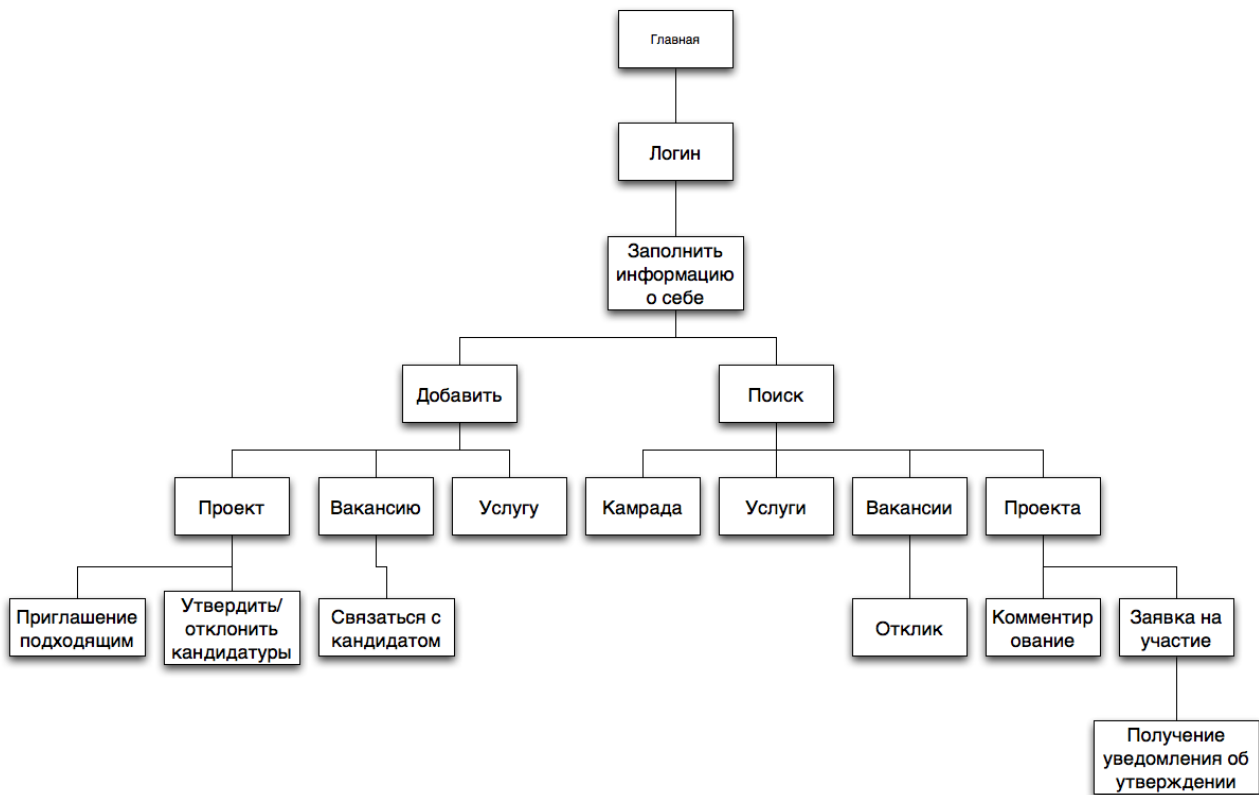 Главная
Логин
Заполнить
информацию
о себе
Добавить
Поиск
Проект
Вакансию
Услугу
Камрада
Услуги
Вакансии
Проекта
Приглашение
подходящим
Утвердить/
отклонить
кандидатуры
Связаться с
кандидатом
Отклик
Комментир
ование
Заявка на
участие
Получение
уведомления об
утверждении